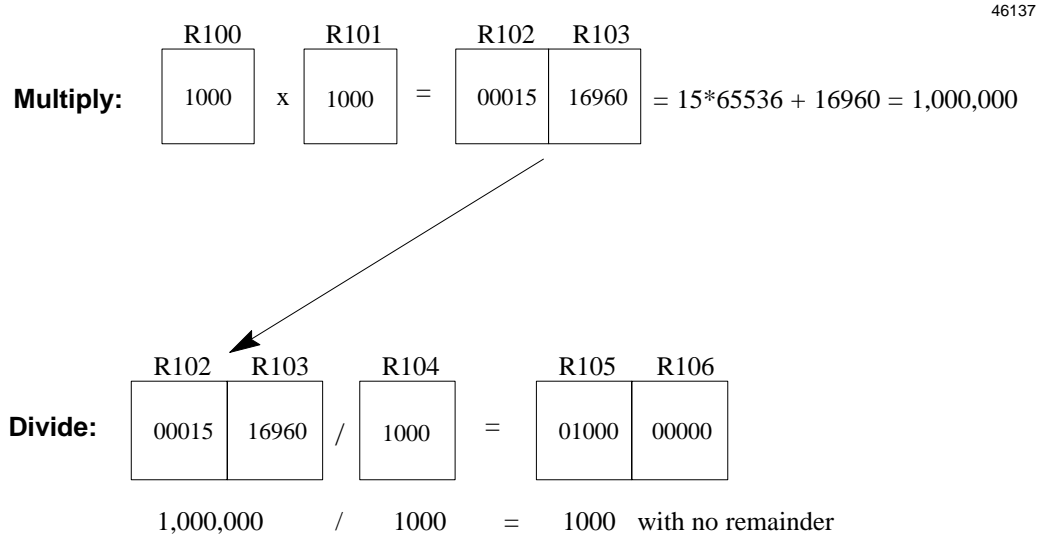 46137
R100 R101 R102 R103
Multiply: 1000 x 1000 = 00015 16960 = 15*65536 + 16960 = 1,000,000
R102 R103 R104 R105 R106
Divide: 00015 16960 / 1000 = 01000 00000
1,000,000 / 1000 = 1000 with no remainder